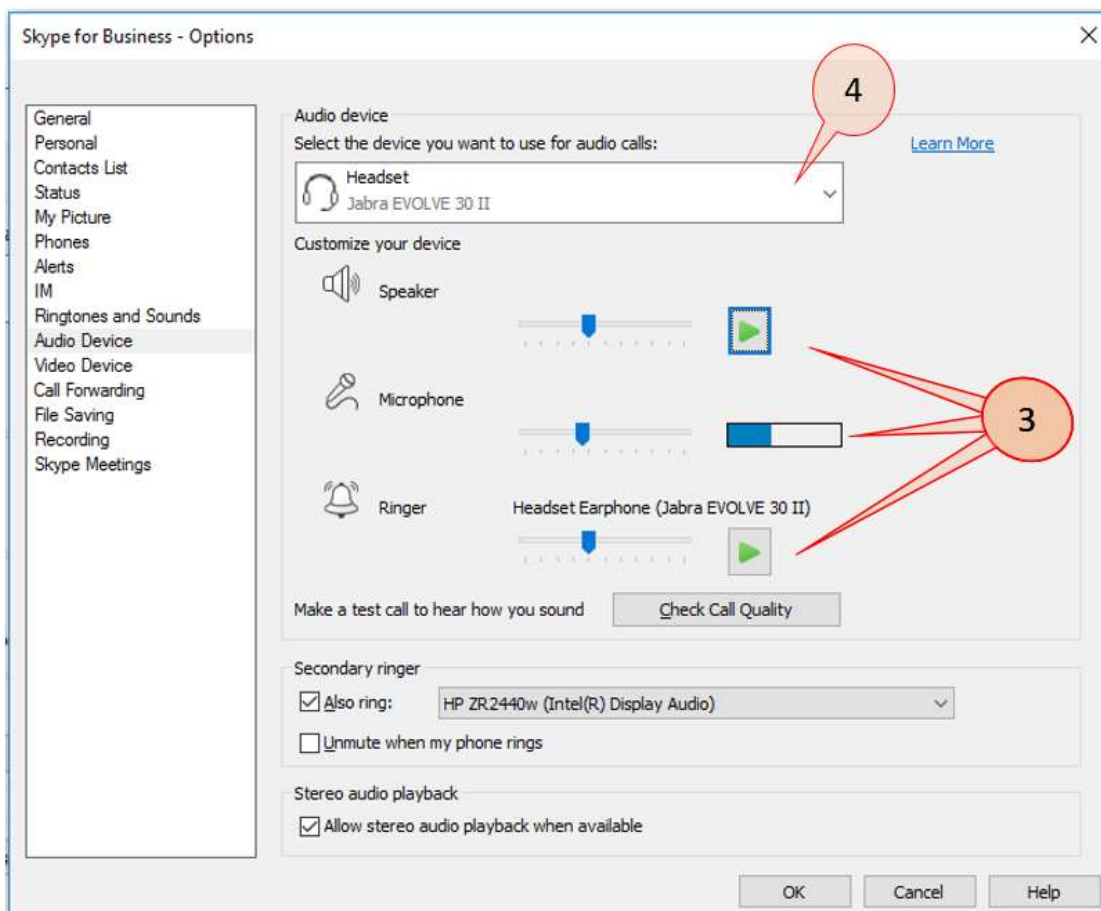 Skype for Business - Options
General
Personal
Contacts List
Status
My Picture
Phones
Alerts
IM
Ringtones and Sounds
Audio Device
Video Device
Call Forwarding
File Saving
Recording
Skype Meetings
4
Audio device
Select the device you want to use for audio calls:
Learn More
Headset
Jabra EVOLVE 30 II
Customize your device
Speaker
Microphone
3
Ringer
Headset Earphone (Jabra EVOLVE 30 II)
Make a test call to hear how you sound
Check Call Quality
Secondary ringer
Also ring:
HP ZR2440w (Intel(R) Display Audio)
Unmute when my phone rings
Stereo audio playback
Allow stereo audio playback when available
OK
Cancel
Help